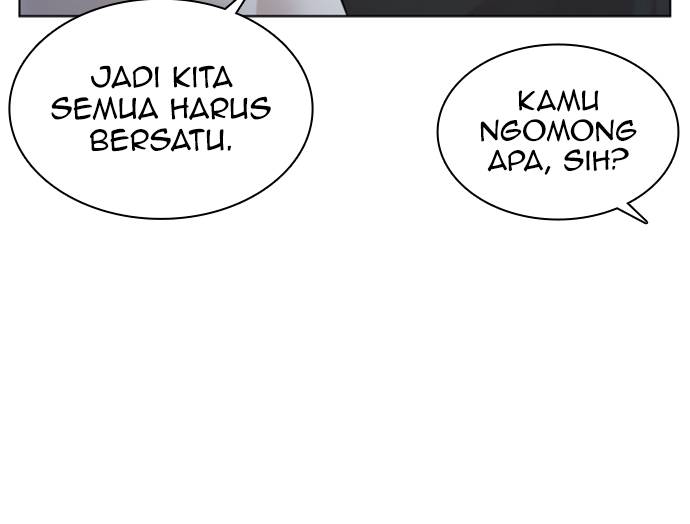 JADI KITA
SEMUA HARUS
BERSATU.
KAMU
NGOMONG
APA, SIH?